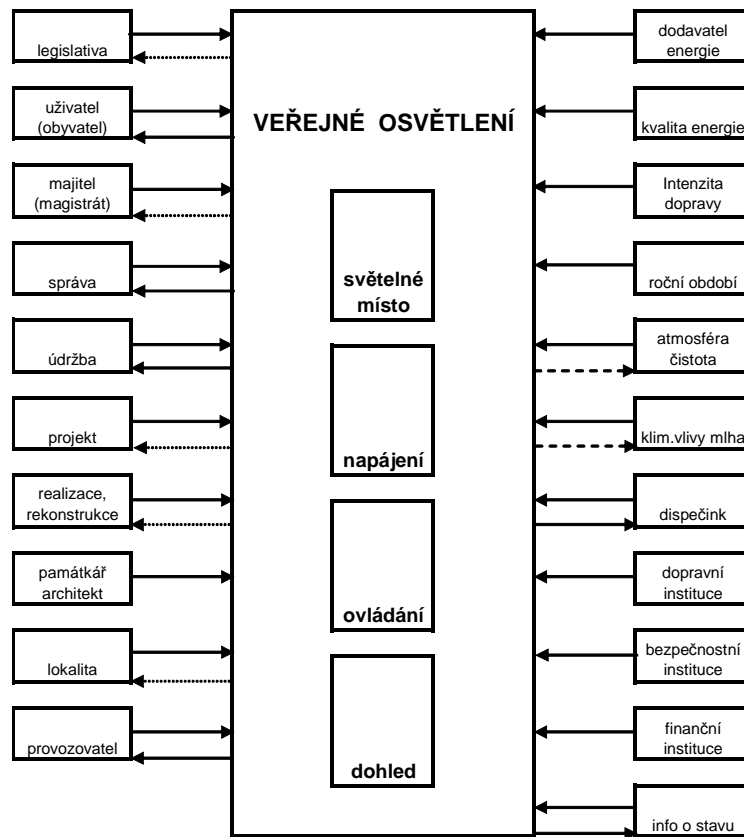 legislativa
uživatel
(obyvatel)
majitel
(magistrát)
správa
údržba
projekt
realizace,
rekonstrukce
památkář
architekt
lokalita
provozovatel
VEŘEJNÉ OSVĚTLENÍ
světelné
místo
napájení
ovládání
dohled
dodavatel
energie
kvalita energie
Intenzita
dopravy
roční období
atmosféra
čistota
klim.vlivy mlha
dispečink
dopravní
instituce
bezpečnostní
instituce
finanční
instituce
info o stavu